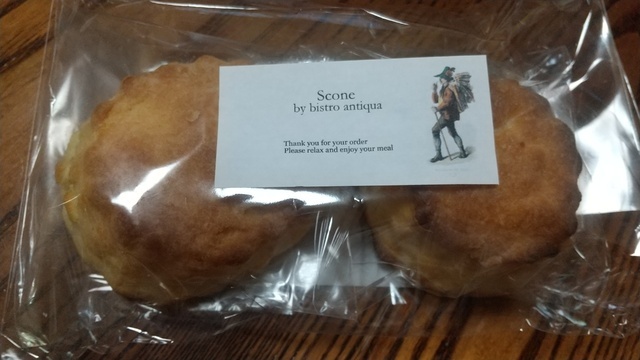 Scone
by bistro antiqua
Thank you for your order
Please relax and enjoy your meal